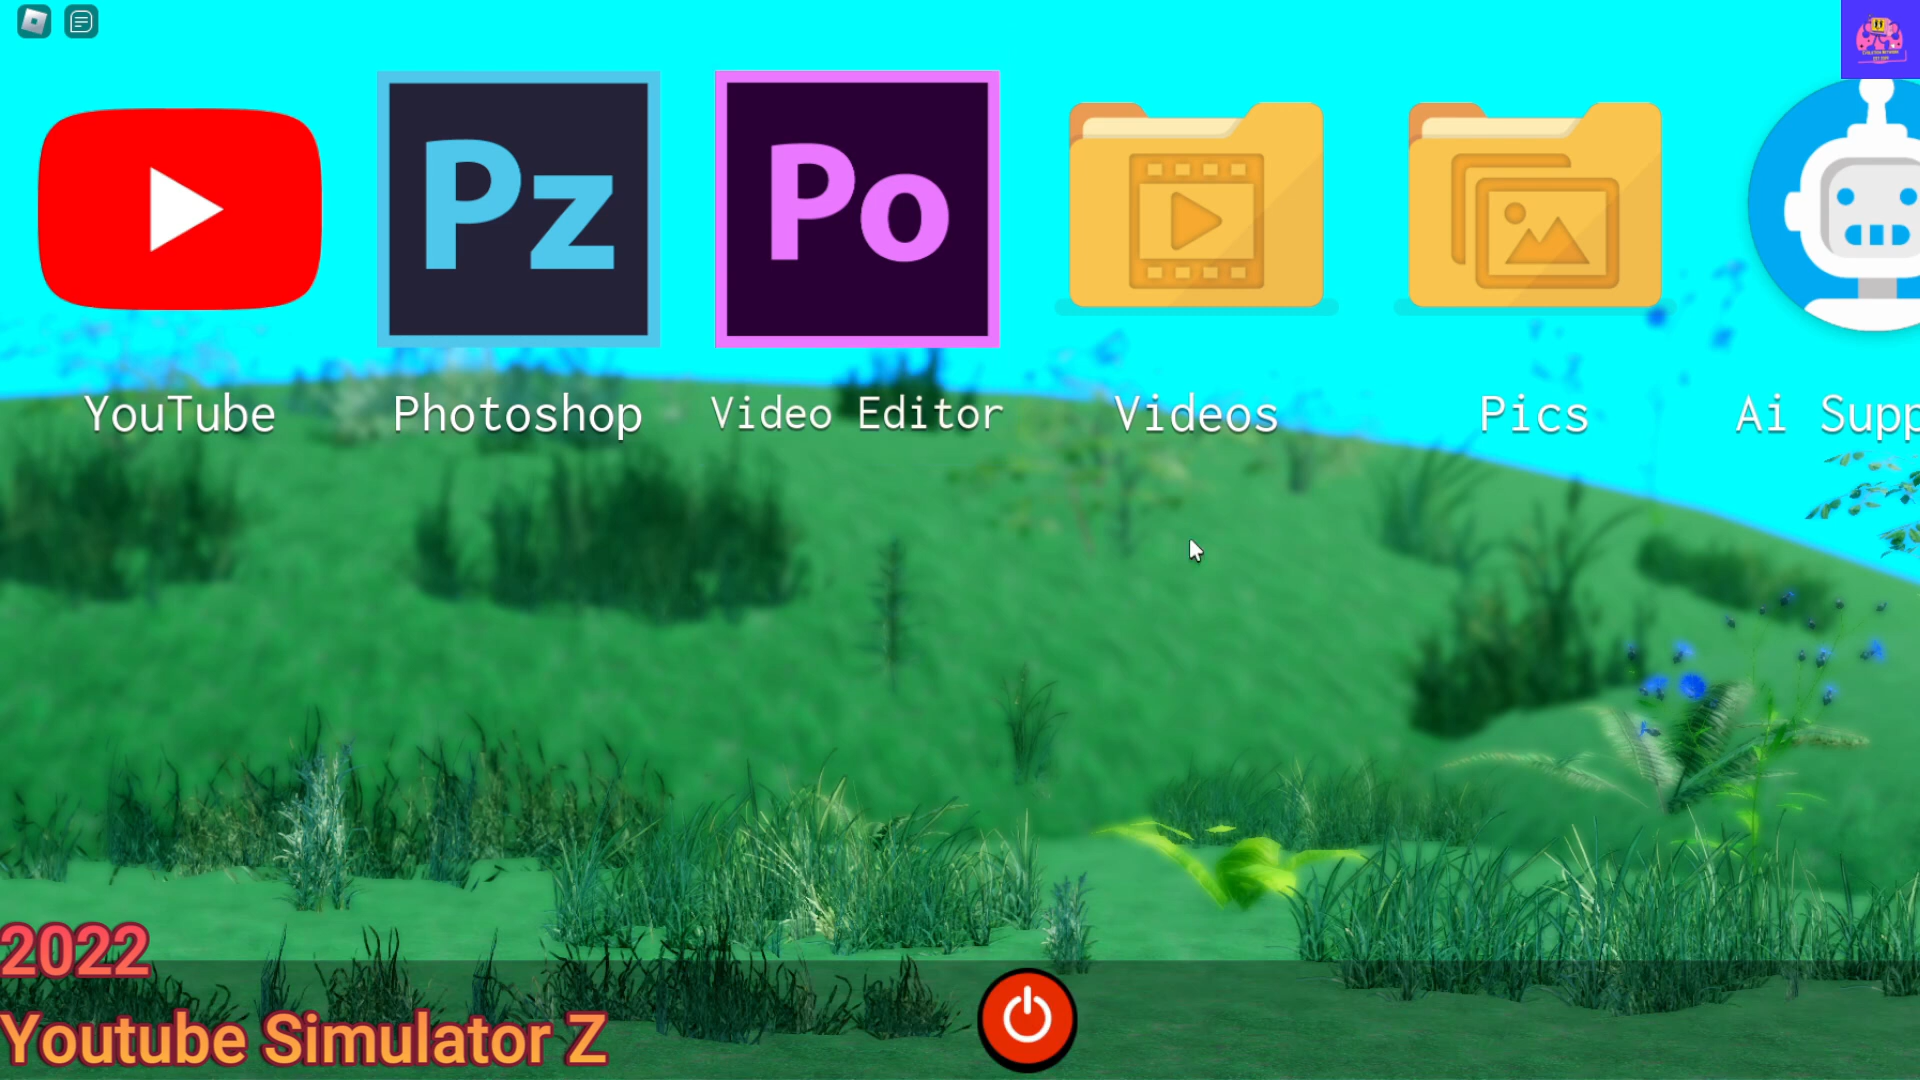 Pz
Po
YouTube
Photoshop
Video Editor
Videos
Pics
Ai Supp
2022
Youtube Simulator Z